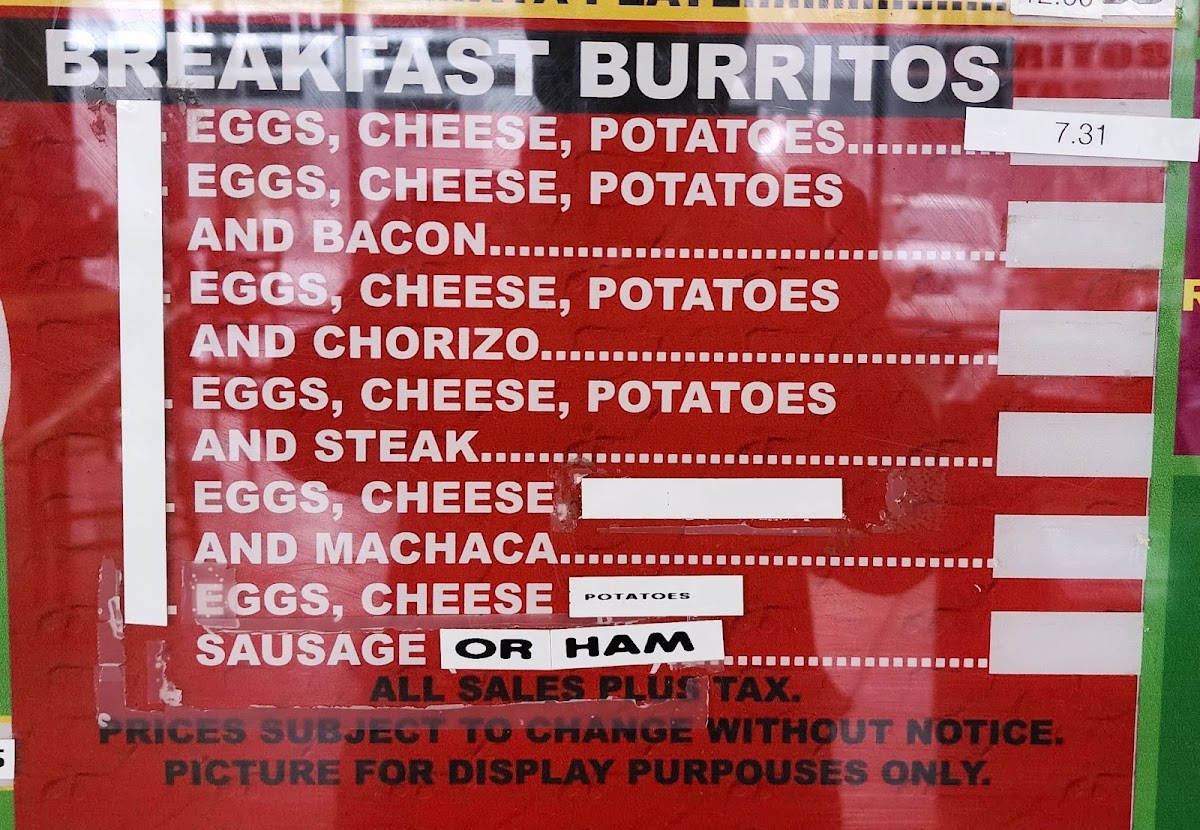 BREAKFAST BURRITOS
. EGGS, CHEESE, POTATOES........... 7.31
. EGGS, CHEESE, POTATOES
AND BACON....................................
. EGGS, CHEESE, POTATOES
AND CHORIZO................................
. EGGS, CHEESE, POTATOES
AND STEAK....................................
. EGGS, CHEESE
AND MACHACA..............................
. EGGS, CHEESE POTATOES
SAUSAGE OR HAM ...................
ALL SALES PLUS TAX.
PRICES SUBJECT TO CHANGE WITHOUT NOTICE.
PICTURE FOR DISPLAY PURPOUSES ONLY.